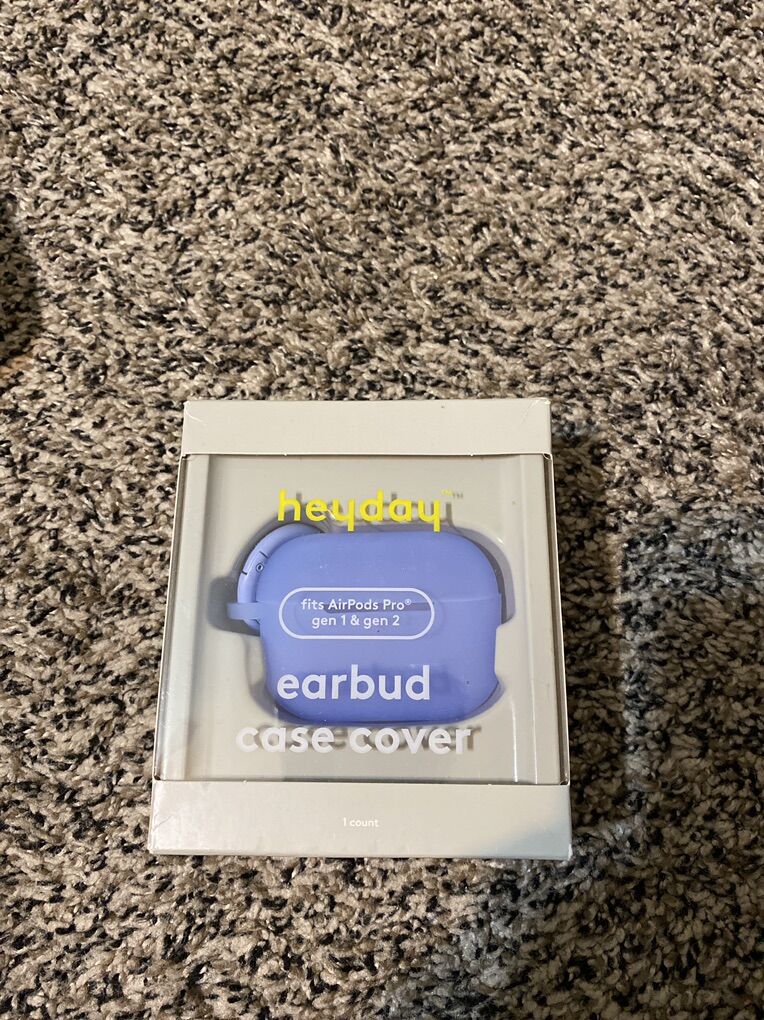 heyday™
fits AirPods Pro®
gen 1 & gen 2
earbud
case cover
1 count